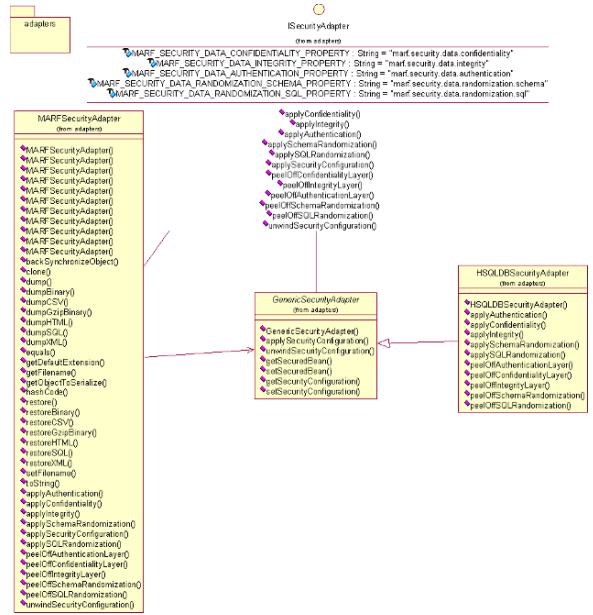 adapters
ISecurityAdapter
(from adapters)
MARF_SECURITY_DATA_CONFIDENTIALITY_PROPERTY : String = "marf.security.data.confidentiality"
MARF_SECURITY_DATA_INTEGRITY_PROPERTY : String = "marf.security.data.integrity"
MARF_SECURITY_DATA_AUTHENTICATION_PROPERTY : String = "marf.security.data.authentication"
MARF_SECURITY_DATA_RANDOMIZATION_SCHEMA_PROPERTY : String = "marf.security.data.randomization.schema"
MARF_SECURITY_DATA_RANDOMIZATION_SQL_PROPERTY : String = "marf.security.data.randomization.sql"
applyConfidentiality()
applyIntegrity()
applyAuthentication()
applySchemaRandomization()
applySQLRandomization()
applySecurityConfiguration()
peelOffConfidentialityLayer()
peelOffIntegrityLayer()
peelOffAuthenticationLayer()
peelOffSchemaRandomization()
peelOffSQLRandomization()
unwindSecurityConfiguration()
MARFSecurityAdapter
(from adapters)
MARFSecurityAdapter()
MARFSecurityAdapter()
MARFSecurityAdapter()
MARFSecurityAdapter()
MARFSecurityAdapter()
MARFSecurityAdapter()
MARFSecurityAdapter()
MARFSecurityAdapter()
MARFSecurityAdapter()
MARFSecurityAdapter()
MARFSecurityAdapter()
backSynchronizeObject()
clone()
dump()
dumpBinary()
dumpCSV()
dumpGzipBinary()
dumpHTML()
dumpSQL()
dumpXML()
equals()
getDefaultExtension()
getFilename()
getObjectToSerialize()
hashCode()
restore()
restoreBinary()
restoreCSV()
restoreGzipBinary()
restoreHTML()
restoreSQL()
restoreXML()
setFilename()
toString()
applyAuthentication()
applyConfidentiality()
applyIntegrity()
applySchemaRandomization()
applySecurityConfiguration()
applySQLRandomization()
peelOffAuthenticationLayer()
peelOffConfidentialityLayer()
peelOffIntegrityLayer()
peelOffSchemaRandomization()
peelOffSQLRandomization()
unwindSecurityConfiguration()
GenericSecurityAdapter
(from adapters)
GenericSecurityAdapter()
applySecurityConfiguration()
unwindSecurityConfiguration()
getSecuredBean()
setSecuredBean()
getSecurityConfiguration()
setSecurityConfiguration()
HSQLDBSecurityAdapter
(from adapters)
HSQLDBSecurityAdapter()
applyAuthentication()
applyConfidentiality()
applyIntegrity()
applySchemaRandomization()
applySQLRandomization()
peelOffAuthenticationLayer()
peelOffConfidentialityLayer()
peelOffIntegrityLayer()
peelOffSchemaRandomization()
peelOffSQLRandomization()